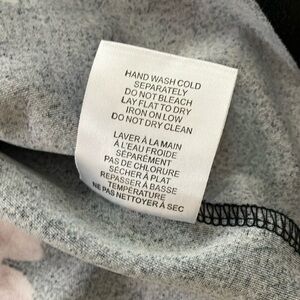 HAND WASH COLD
SEPARATELY
DO NOT BLEACH
LAY FLAT TO DRY
IRON ON LOW
DO NOT DRY CLEAN
LAVER À LA MAIN
À L'EAU FROIDE
SÉPARÉMENT
PAS DE CHLORURE
SÉCHER À PLAT
REPASSER À BASSE
TEMPÉRATURE
NE PAS NETTOYER À SEC